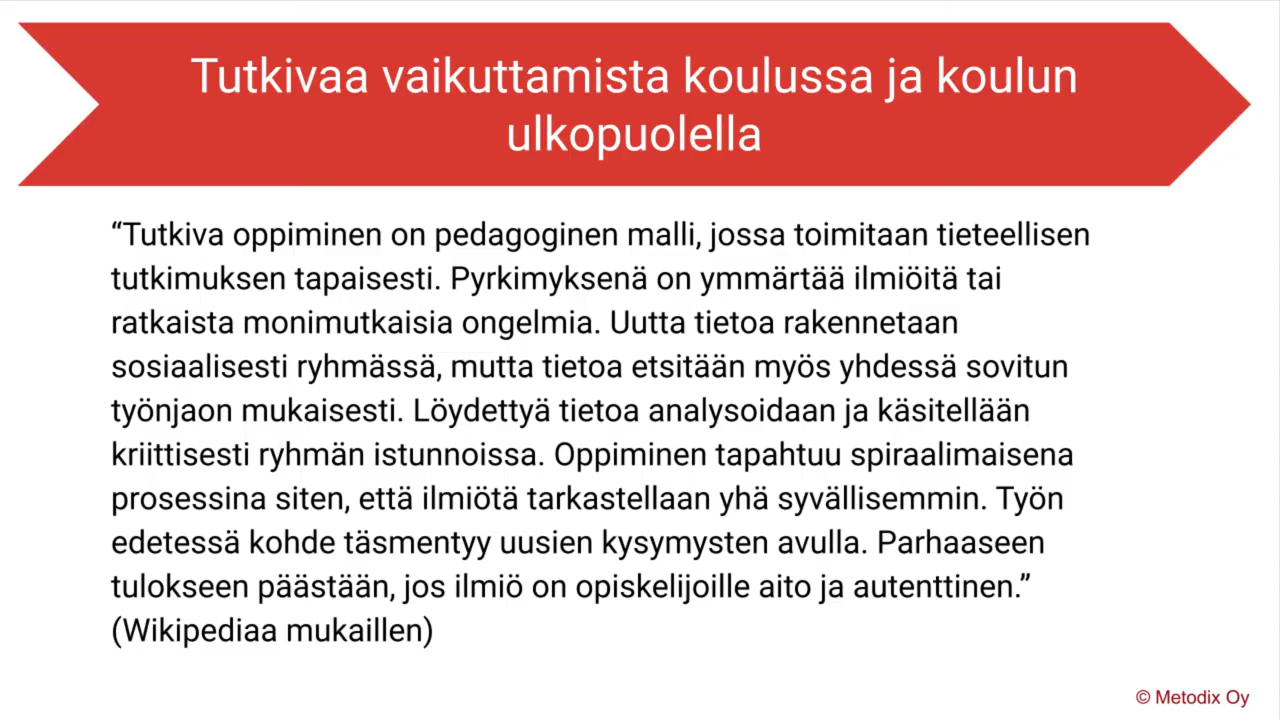 Tutkivaa vaikuttamista koulussa ja koulun
ulkopuolella
“Tutkiva oppiminen on pedagoginen malli, jossa toimitaan tieteellisen
tutkimuksen tapaisesti. Pyrkimyksenä on ymmärtää ilmiöitä tai
ratkaista monimutkaisia ongelmia. Uutta tietoa rakennetaan
sosiaalisesti ryhmässä, mutta tietoa etsitään myös yhdessä sovitun
työnjaon mukaisesti. Löydettyä tietoa analysoidaan ja käsitellään
kriittisesti ryhmän istunnoissa. Oppiminen tapahtuu spiraalimaisena
prosessina siten, että ilmiötä tarkastellaan yhä syvällisemmin. Työn
edetessä kohde täsmentyy uusien kysymysten avulla. Parhaaseen
tulokseen päästään, jos ilmiö on opiskelijoille aito ja autenttinen.”
(Wikipediaa mukaillen)
© Metodix Oy